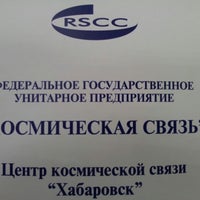 RSCC
ФЕДЕРАЛЬНОЕ ГОСУДАРСТВЕННОЕ
УНИТАРНОЕ ПРЕДПРИЯТИЕ
КОСМИЧЕСКАЯ СВЯЗЬ"
Центр космической связи
"Хабаровск"